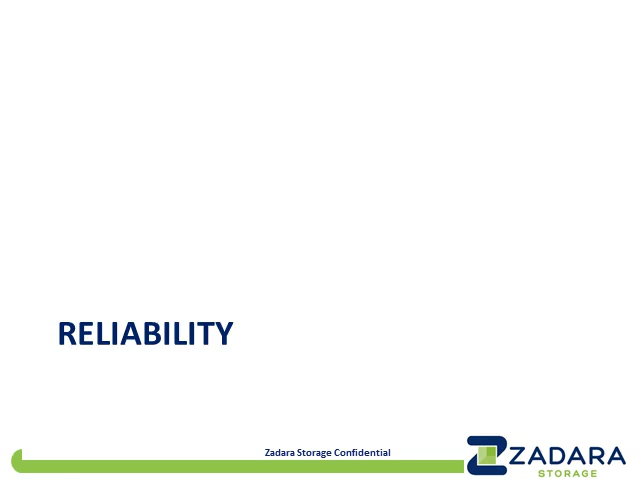 RELIABILITY
Zadara Storage Confidential
ZADARA
STORAGE